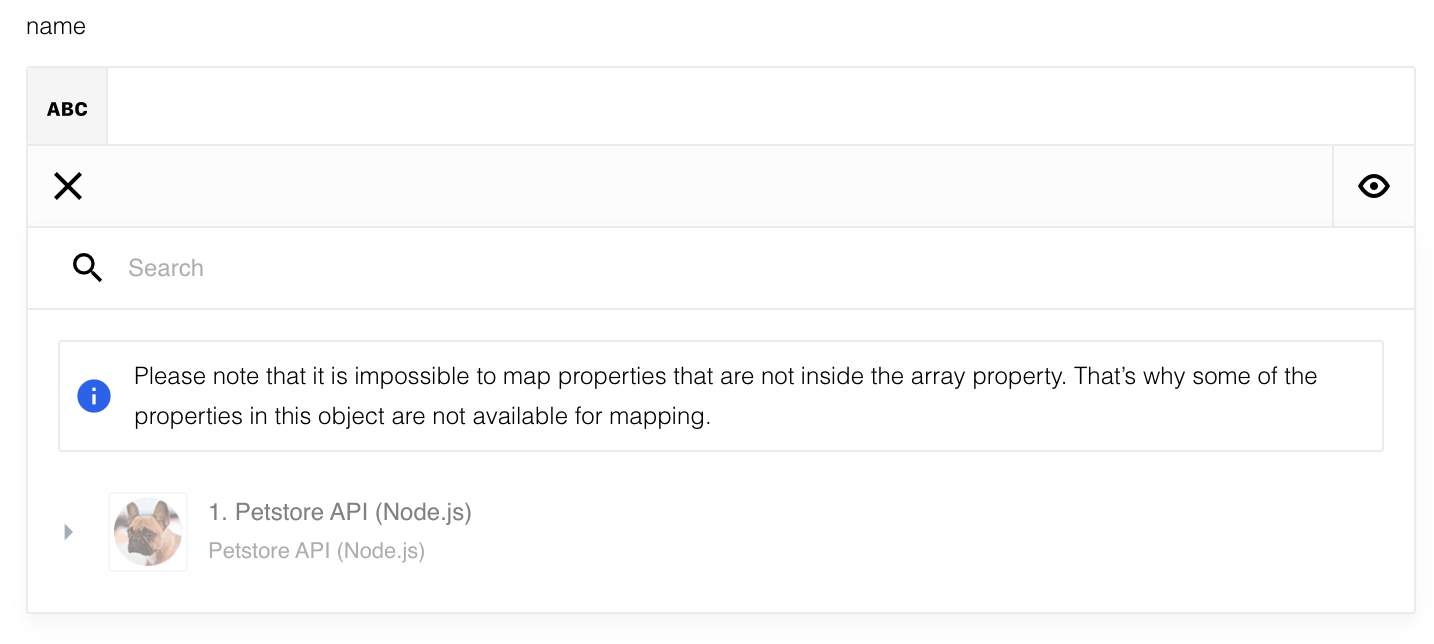 name
ABC
Search
Please note that it is impossible to map properties that are not inside the array property. That’s why some of the
properties in this object are not available for mapping.
1. Petstore API (Node.js)
Petstore API (Node.js)